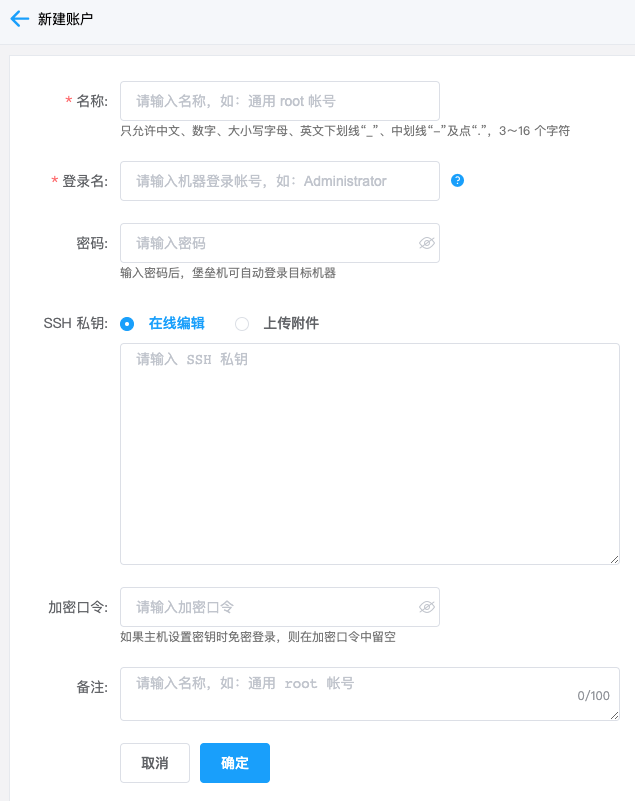 新建账户
* 名称:
请输入名称，如：通用 root 帐号
只允许中文、数字、大小写字母、英文下划线“_”、中划线“-”及点“.”，3～16 个字符
* 登录名:
请输入机器登录帐号，如：Administrator
?
密码:
请输入密码
输入密码后，堡垒机可自动登录目标机器
SSH 私钥:
在线编辑 上传附件
请输入 SSH 私钥
加密口令:
请输入加密口令
如果主机设置密钥时免密登录，则在加密口令中留空
备注:
请输入名称，如：通用 root 帐号
0/100
取消 确定